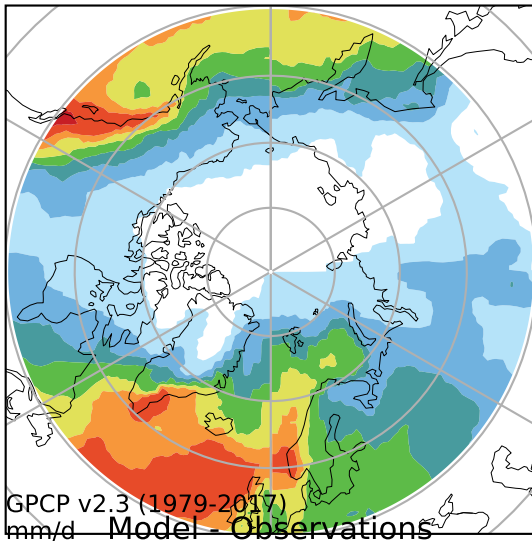 GPCP v2.3 (1979-2017)
mm/d Model - Observations